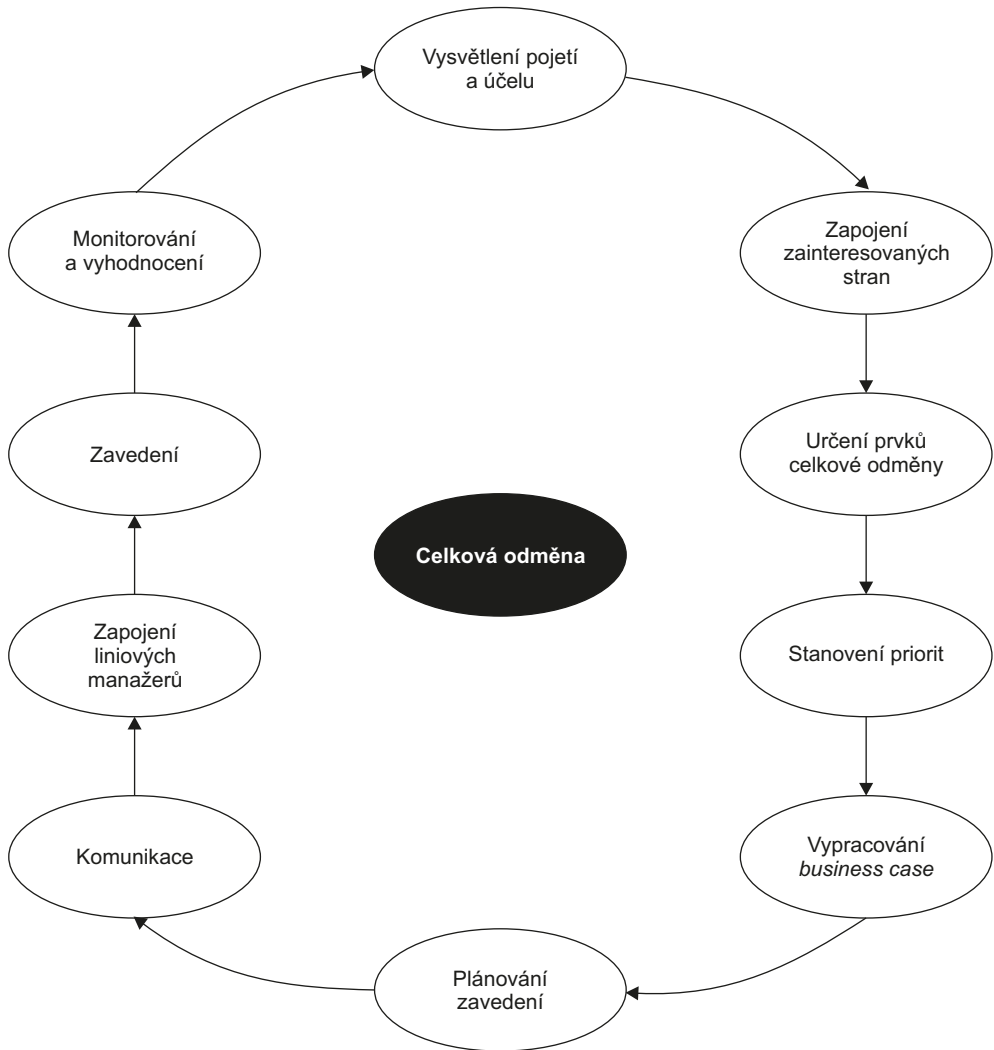 Vysvětlení pojetí
a účelu
Zapojení
zainteresovaných
stran
Určení prvků
celkové odměny
Stanovení priorit
Vypracování
business case
Plánování
zavedení
Komunikace
Zapojení
liniových
manažerů
Zavedení
Monitorování
a vyhodnocení
Celková odměna